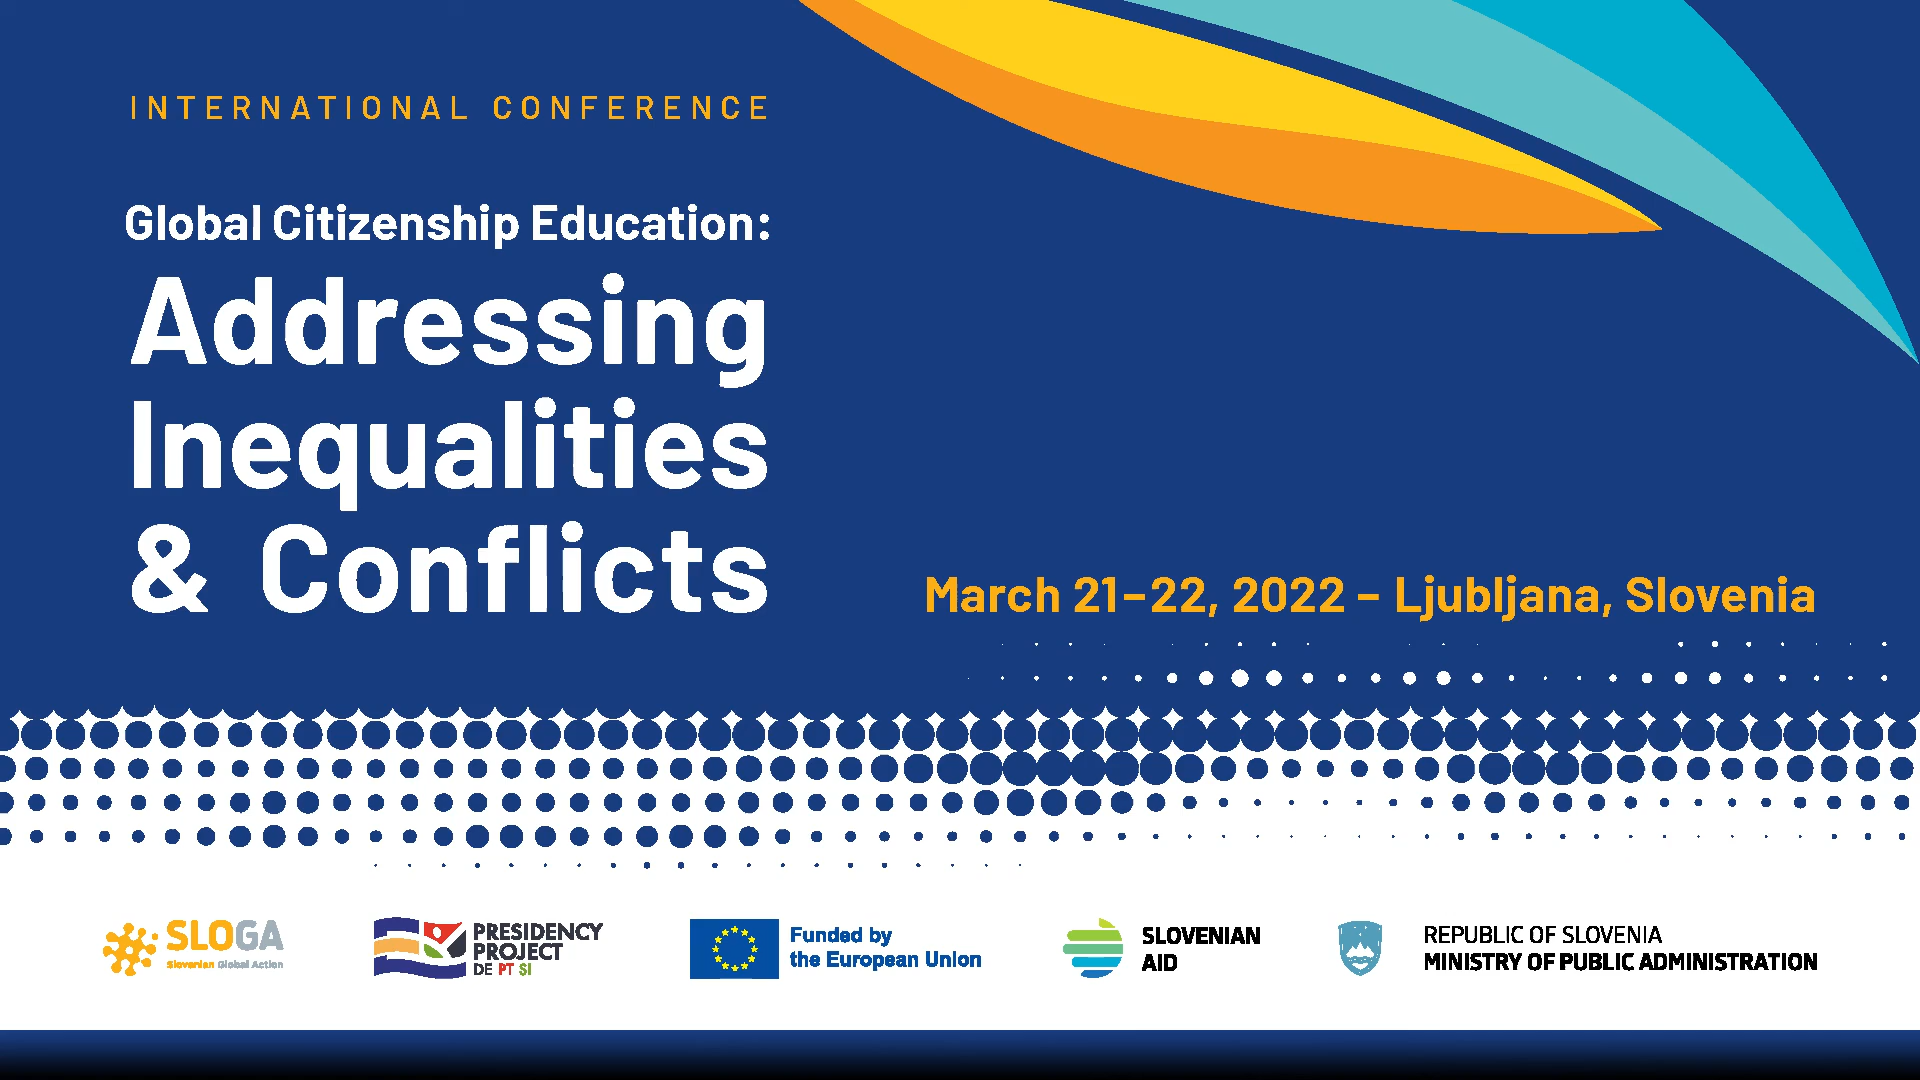 INTERNATIONAL CONFERENCE
Global Citizenship Education:
Addressing
Inequalities
& Conflicts
March 21–22, 2022 – Ljubljana, Slovenia
SLOGA
Slovenian Global Action
PRESIDENCY
PROJECT
DE PT SI
Funded by
the European Union
SLOVENIAN
AID
REPUBLIC OF SLOVENIA
MINISTRY OF PUBLIC ADMINISTRATION